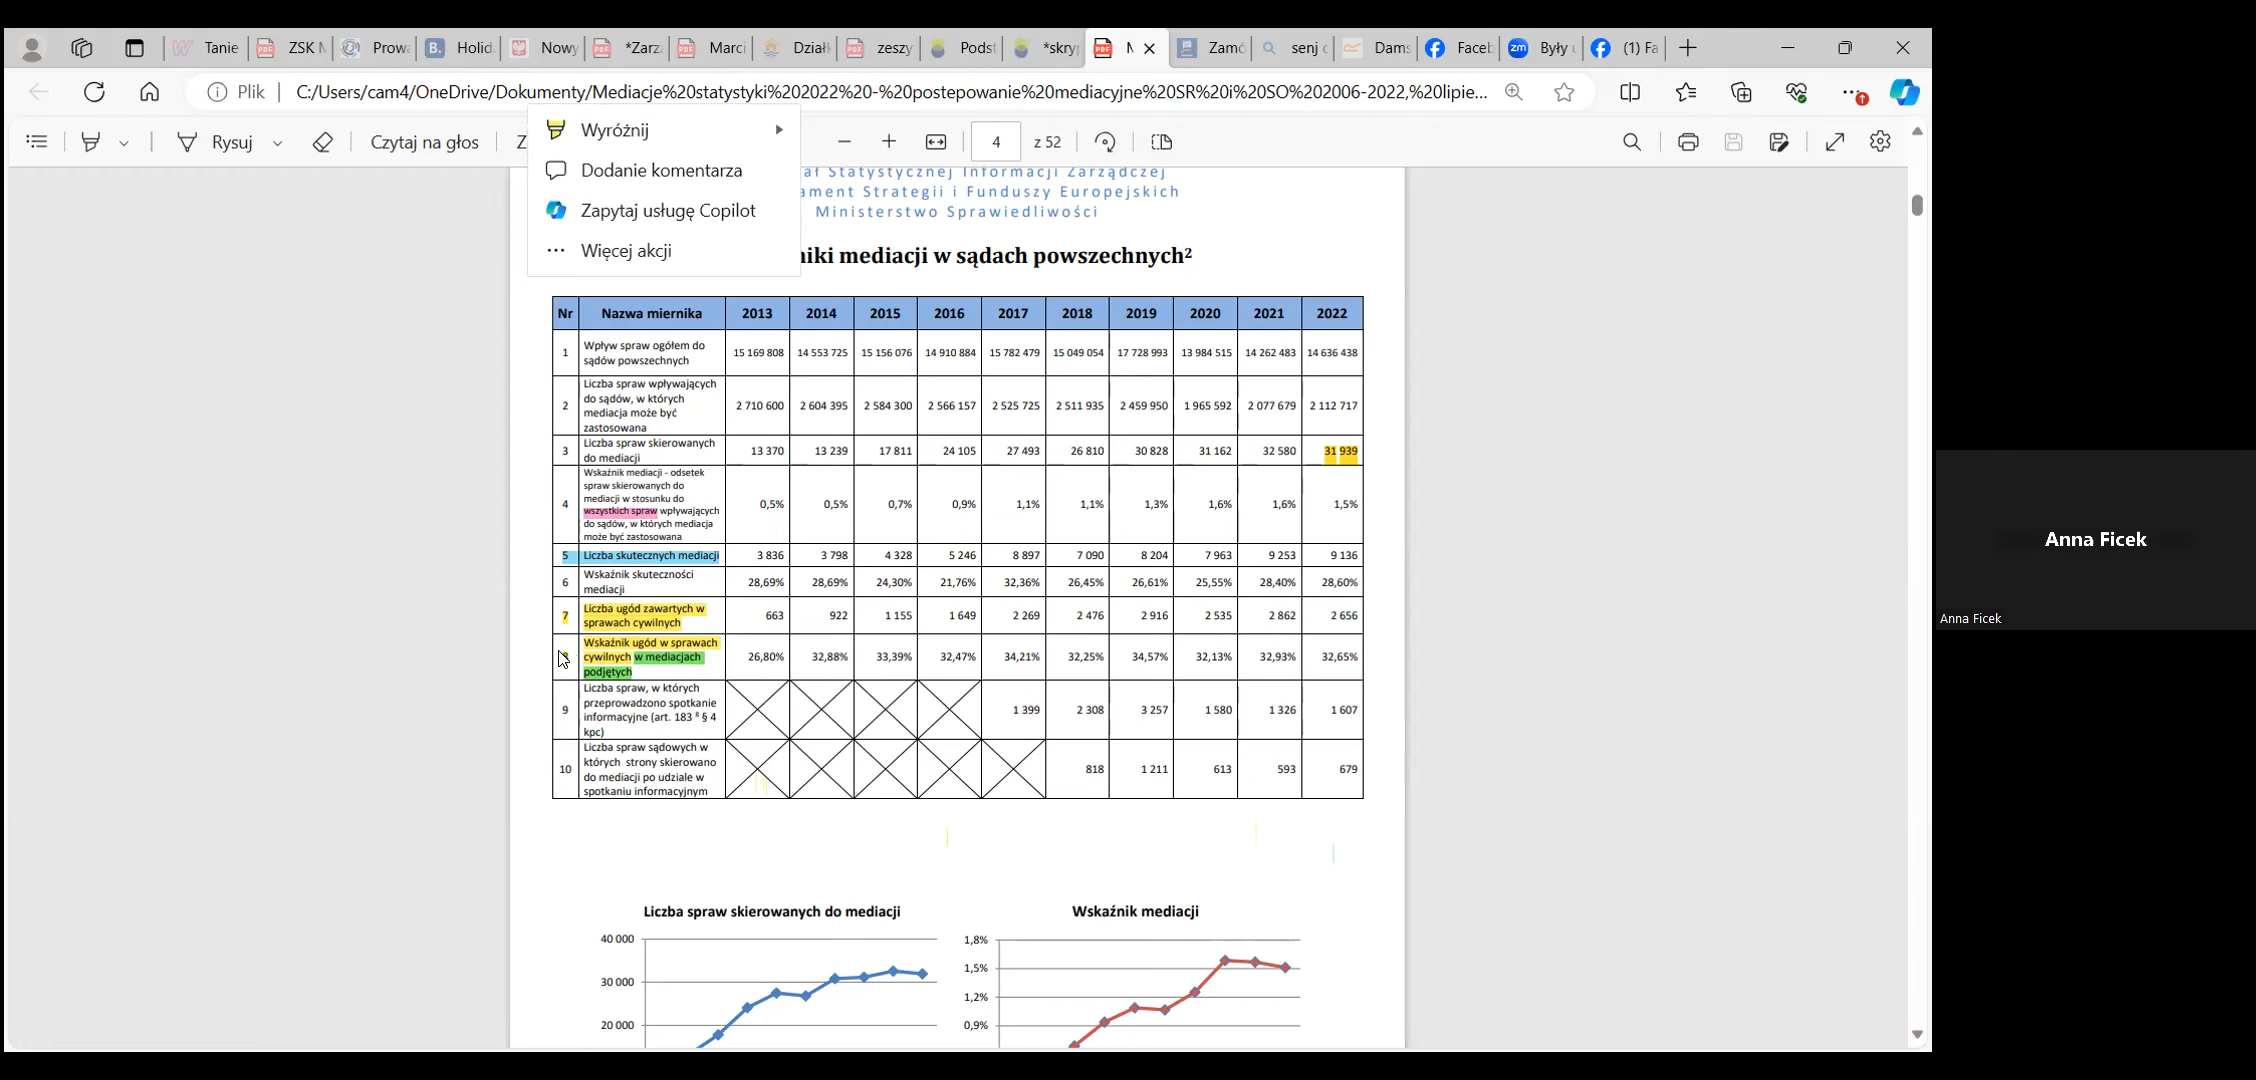 Tanie
ZSK M
Prowa
Holid
Nowy
*Zarz
Marci
Dział
zeszy
Podst
*skry
M
Zamó
senj c
Dams
Faceb
Były u
(1) Fa
Plik
C:/Users/cam4/OneDrive/Dokumenty/Mediacje%20statystyki%202022%20-%20postepowanie%20mediacyjne%20SR%20i%20SO%202006-2022,%20lipie...
Rysuj
Czytaj na głos
4
z 52
Wyróżnij
Dodanie komentarza
Zapytaj usługę Copilot
Więcej akcji
ał Statystycznej Informacji Zarządczej
ament Strategii i Funduszy Europejskich
Ministerstwo Sprawiedliwości
niki mediacji w sądach powszechnych²
Nr Nazwa miernika 2013 2014 2015 2016 2017 2018 2019 2020 2021 2022
1 Wpływ spraw ogółem do
sądów powszechnych
15 169 808 14 553 725 15 156 076 14 910 884 15 782 479 15 049 054 17 728 993 13 984 515 14 262 483 14 636 438
2 Liczba spraw wpływających
do sądów, w których
mediacja może być
zastosowana
2 710 600 2 604 395 2 584 300 2 566 157 2 525 725 2 511 935 2 459 950 1 965 592 2 077 679 2 112 717
3 Liczba spraw skierowanych
do mediacji
13 370 13 239 17 811 24 105 27 493 26 810 30 828 31 162 32 580 31 939
4 Wskaźnik mediacji - odsetek
spraw skierowanych do
mediacji w stosunku do
wszystkich spraw wpływających
do sądów, w których mediacja
może być zastosowana
0,5% 0,5% 0,7% 0,9% 1,1% 1,1% 1,3% 1,6% 1,6% 1,5%
5 Liczba skutecznych mediacji 3 836 3 798 4 328 5 246 8 897 7 090 8 204 7 963 9 253 9 136
6 Wskaźnik skuteczności
mediacji
28,69% 28,69% 24,30% 21,76% 32,36% 26,45% 26,61% 25,55% 28,40% 28,60%
7 Liczba ugód zawartych w
sprawach cywilnych
663 922 1 155 1 649 2 269 2 476 2 916 2 535 2 862 2 656
Wskaźnik ugód w sprawach
cywilnych w mediacjach
podjętych
26,80% 32,88% 33,39% 32,47% 34,21% 32,25% 34,57% 32,13% 32,93% 32,65%
9 Liczba spraw, w których
przeprowadzono spotkanie
informacyjne (art. 183 ⁸ § 4
kpc)
1 399 2 308 3 257 1 580 1 326 1 607
10 Liczba spraw sądowych w
których strony skierowano
do mediacji po udziale w
spotkaniu informacyjnym
818 1 211 613 593 679
Liczba spraw skierowanych do mediacji
40 000
30 000
20 000
Wskaźnik mediacji
1,8%
1,5%
1,2%
0,9%
Anna Ficek
Anna Ficek